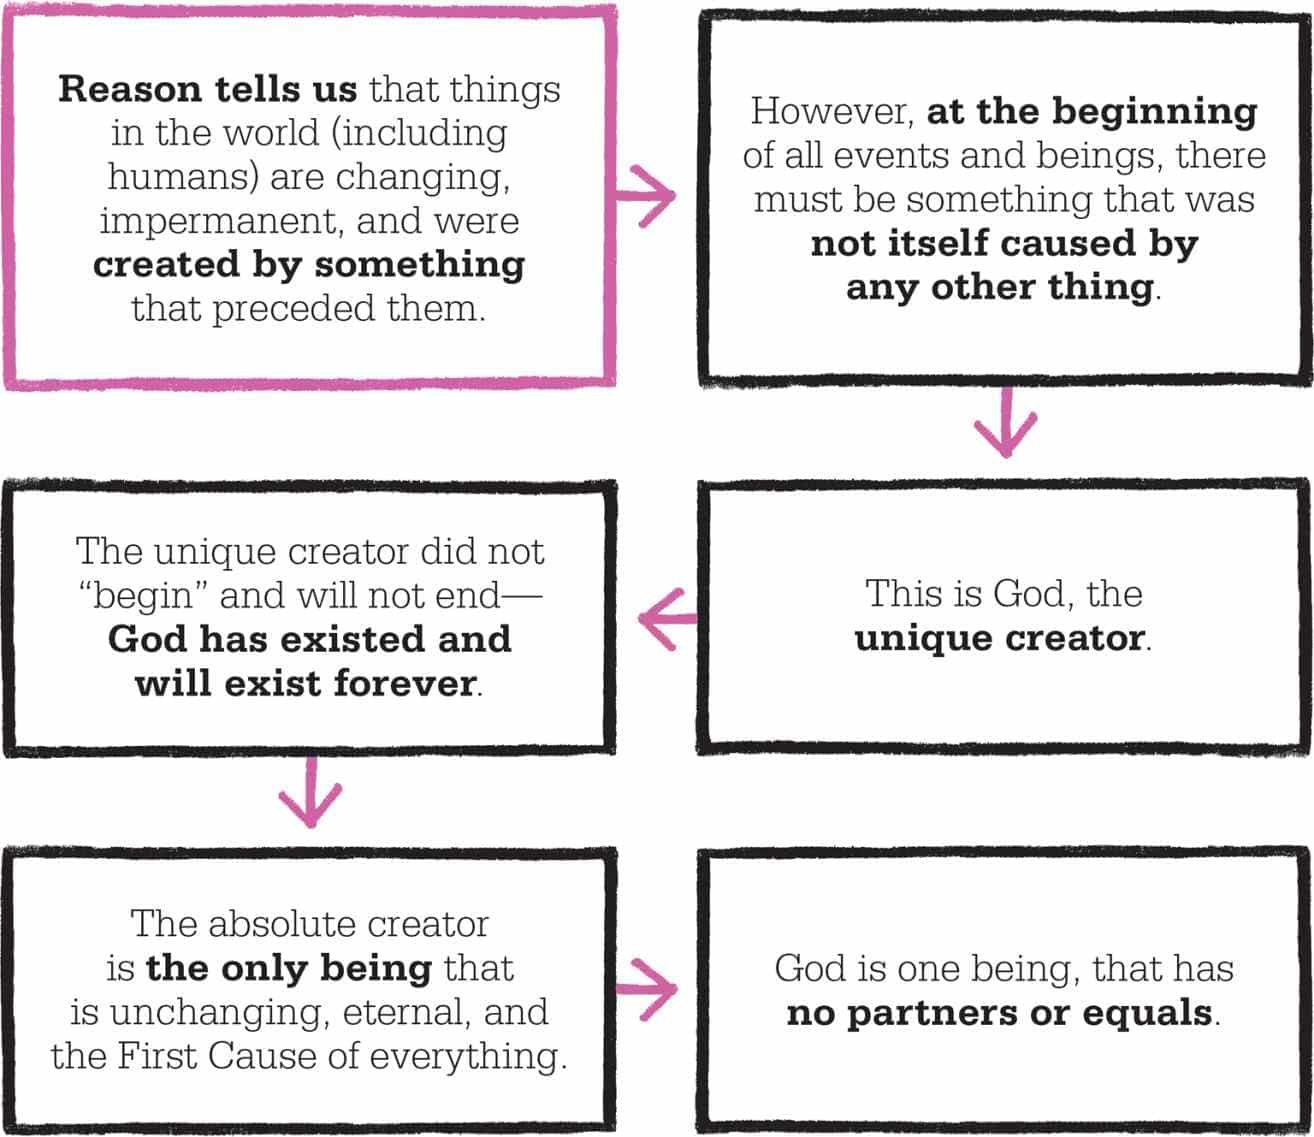 Reason tells us that things
in the world (including
humans) are changing,
impermanent, and were
created by something
that preceded them.
However, at the beginning
of all events and beings, there
must be something that was
not itself caused by
any other thing.
This is God, the
unique creator.
The unique creator did not
“begin” and will not end—
God has existed and
will exist forever.
The absolute creator
is the only being that
is unchanging, eternal, and
the First Cause of everything.
God is one being, that has
no partners or equals.